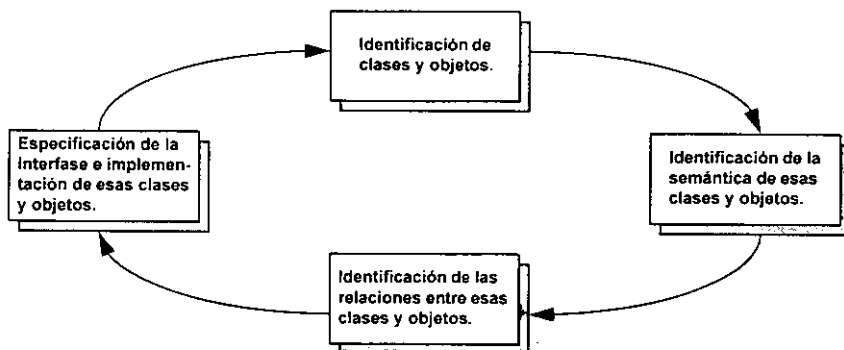 Identificación de
clases y objetos.
Especificación de la
Interfase e implemen-
tación de esas clases
y objetos.
Identificación de la
semántica de esas
clases y objetos.
Identificación de las
relaciones entre esas
clases y objetos.